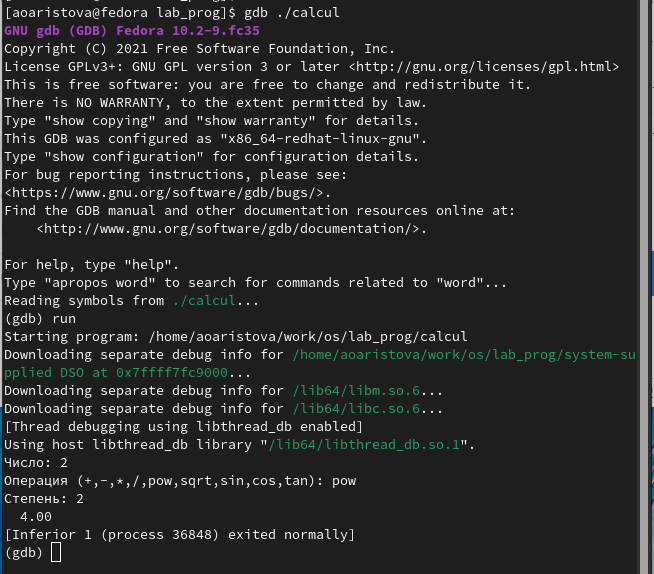 [aoaristova@fedora lab_prog]$ gdb ./calcul
GNU gdb (GDB) Fedora 10.2-9.fc35
Copyright (C) 2021 Free Software Foundation, Inc.
License GPLv3+: GNU GPL version 3 or later <http://gnu.org/licenses/gpl.html>
This is free software: you are free to change and redistribute it.
There is NO WARRANTY, to the extent permitted by law.
Type "show copying" and "show warranty" for details.
This GDB was configured as "x86_64-redhat-linux-gnu".
Type "show configuration" for configuration details.
For bug reporting instructions, please see:
<https://www.gnu.org/software/gdb/bugs/>.
Find the GDB manual and other documentation resources online at:
    <http://www.gnu.org/software/gdb/documentation/>.

For help, type "help".
Type "apropos word" to search for commands related to "word"...
Reading symbols from ./calcul...
(gdb) run
Starting program: /home/aoaristova/work/os/lab_prog/calcul
Downloading separate debug info for /home/aoaristova/work/os/lab_prog/system-su
pplied DSO at 0x7ffff7fc9000...
Downloading separate debug info for /lib64/libm.so.6...
Downloading separate debug info for /lib64/libc.so.6...
[Thread debugging using libthread_db enabled]
Using host libthread_db library "/lib64/libthread_db.so.1".
Число: 2
Операция (+,-,*,/,pow,sqrt,sin,cos,tan): pow
Степень: 2
  4.00
[Inferior 1 (process 36848) exited normally]
(gdb)